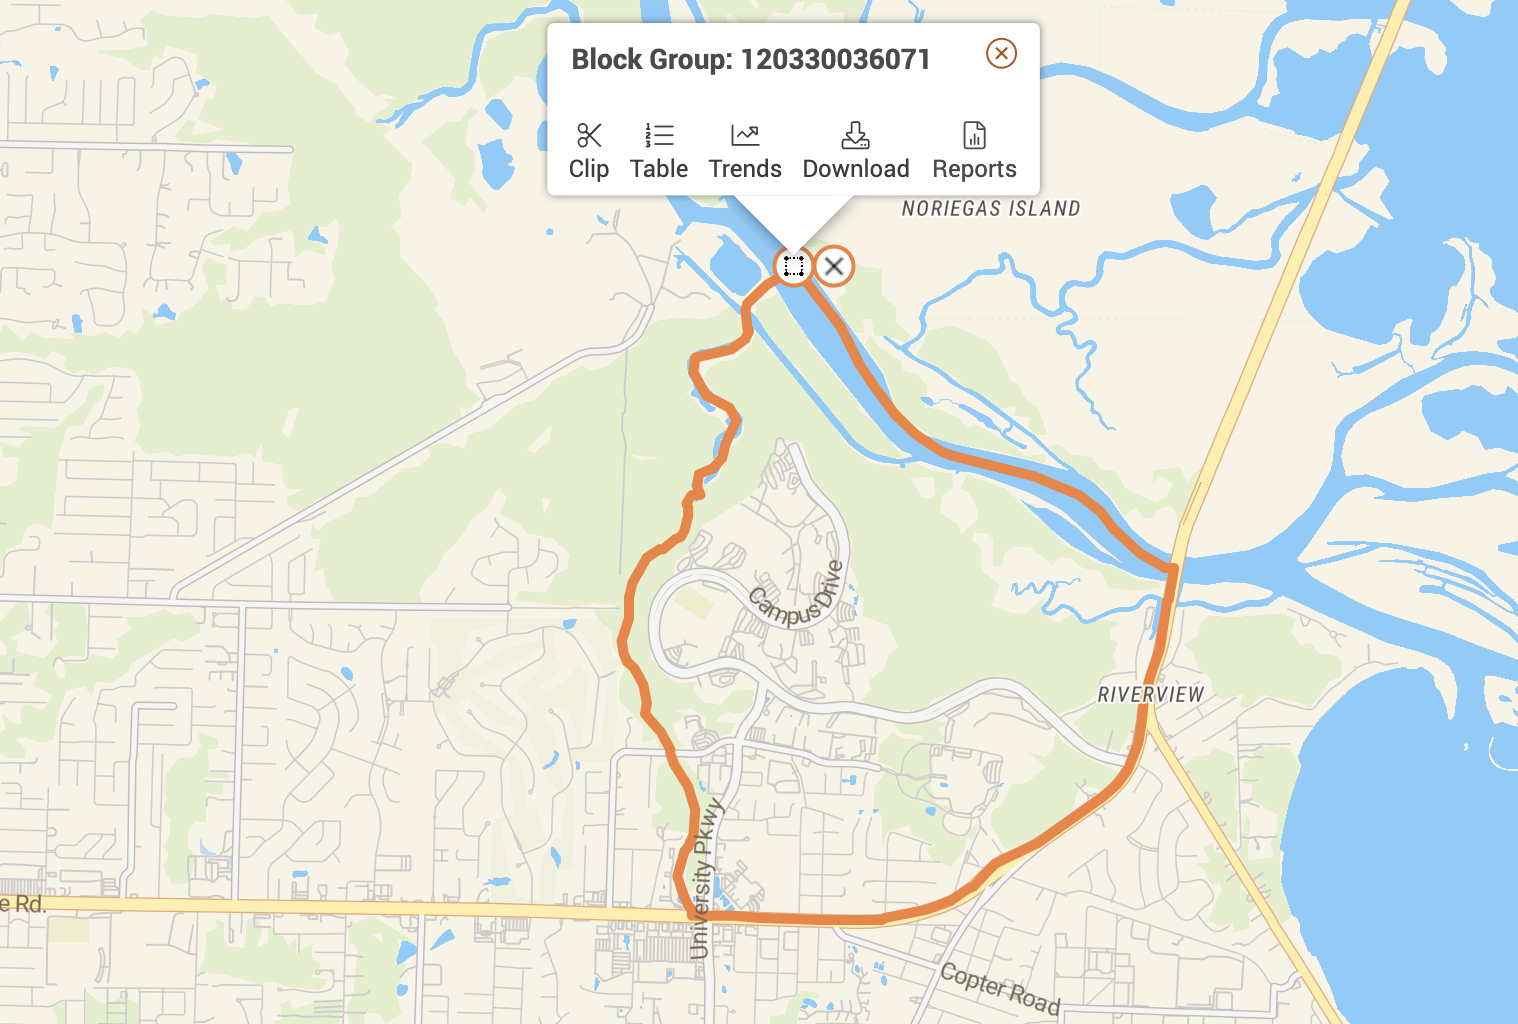 Block Group: 120330036071
Clip
Table
Trends
Download
Reports
NORIEGAS ISLAND
Campus Drive
RIVERVIEW
University Pkwy
e Rd.
Copter Road